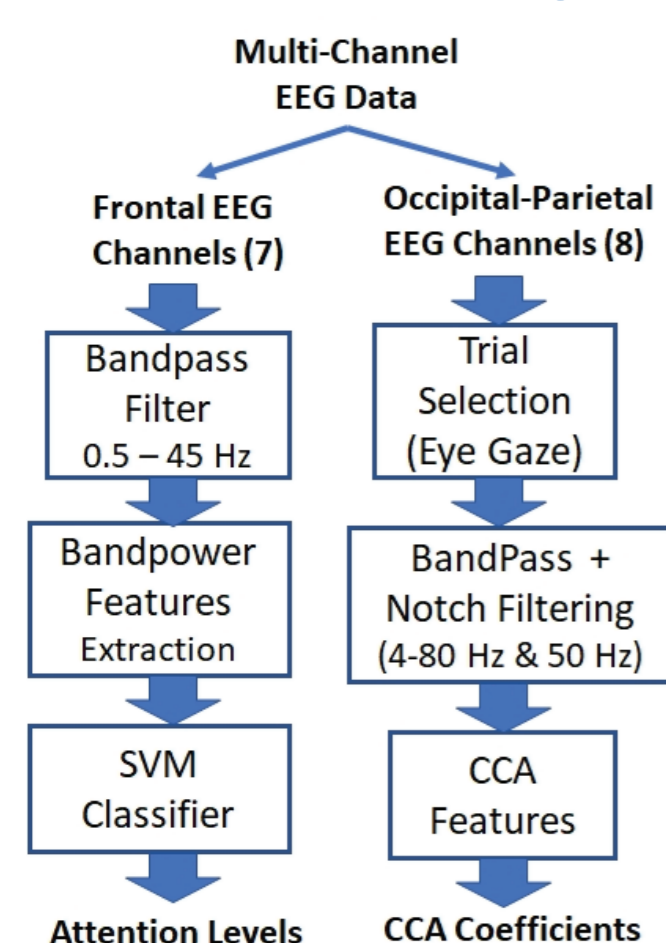 Multi-Channel
EEG Data
Frontal EEG
Channels (7)
Occipital-Parietal
EEG Channels (8)
Bandpass
Filter
0.5 – 45 Hz
Trial
Selection
(Eye Gaze)
Bandpower
Features
Extraction
BandPass +
Notch Filtering
(4-80 Hz & 50 Hz)
SVM
Classifier
CCA
Features
Attention Levels
CCA Coefficients